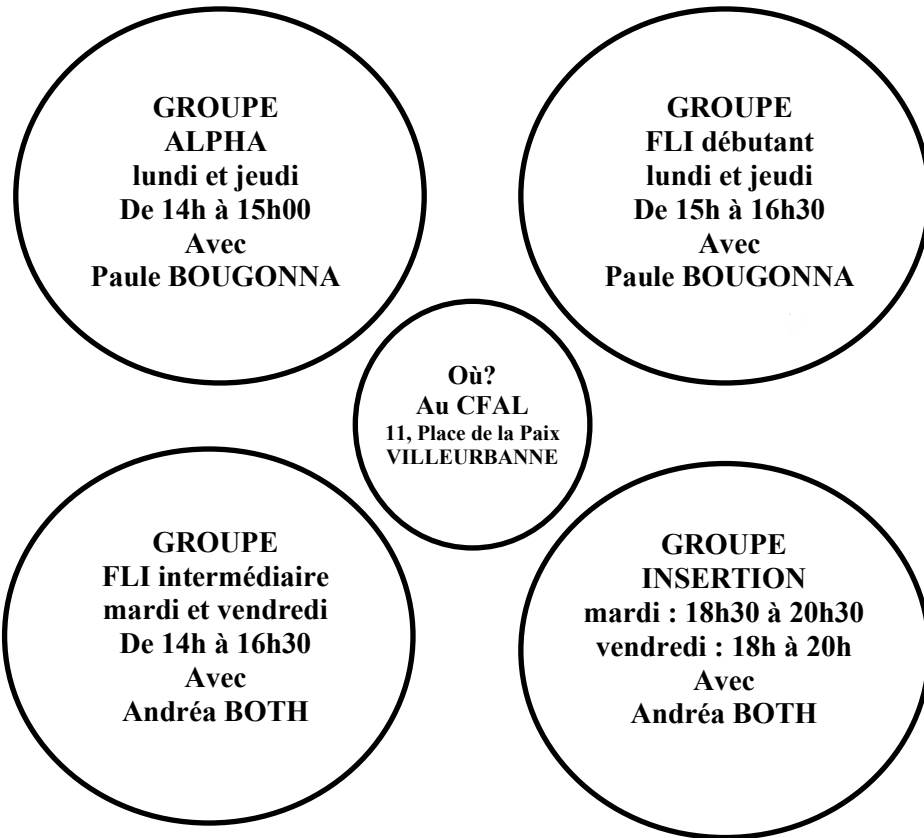 GROUPE
ALPHA
lundi et jeudi
De 14h à 15h00
Avec
Paule BOUGONNA
GROUPE
FLI débutant
lundi et jeudi
De 15h à 16h30
Avec
Paule BOUGONNA
Où?
Au CFAL
11, Place de la Paix
VILLEURBANNE
GROUPE
FLI intermédiaire
mardi et vendredi
De 14h à 16h30
Avec
Andréa BOTH
GROUPE
INSERTION
mardi : 18h30 à 20h30
vendredi : 18h à 20h
Avec
Andréa BOTH